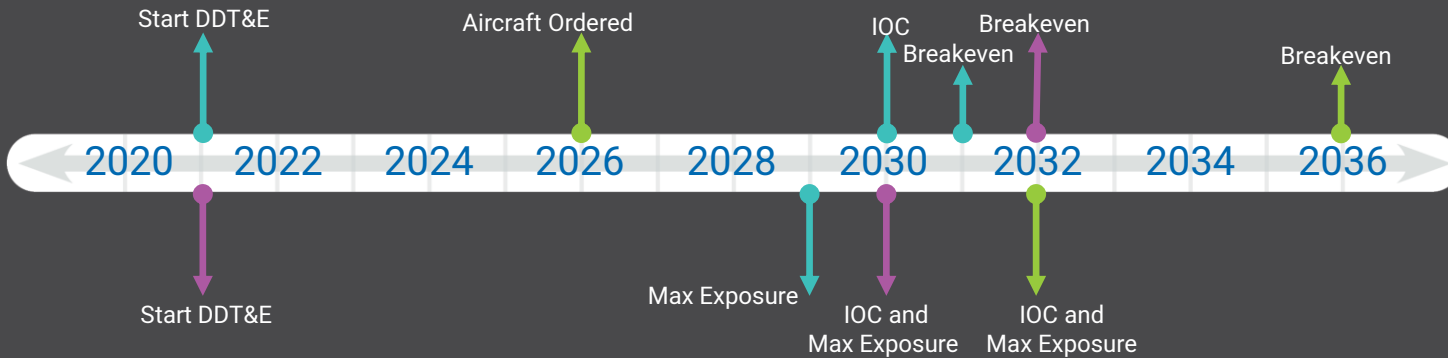 Start DDT&E
Aircraft Ordered
IOC
Breakeven
Breakeven
Breakeven
2020
2022
2024
2026
2028
2030
2032
2034
2036
Start DDT&E
Max Exposure
IOC and
Max Exposure
IOC and
Max Exposure